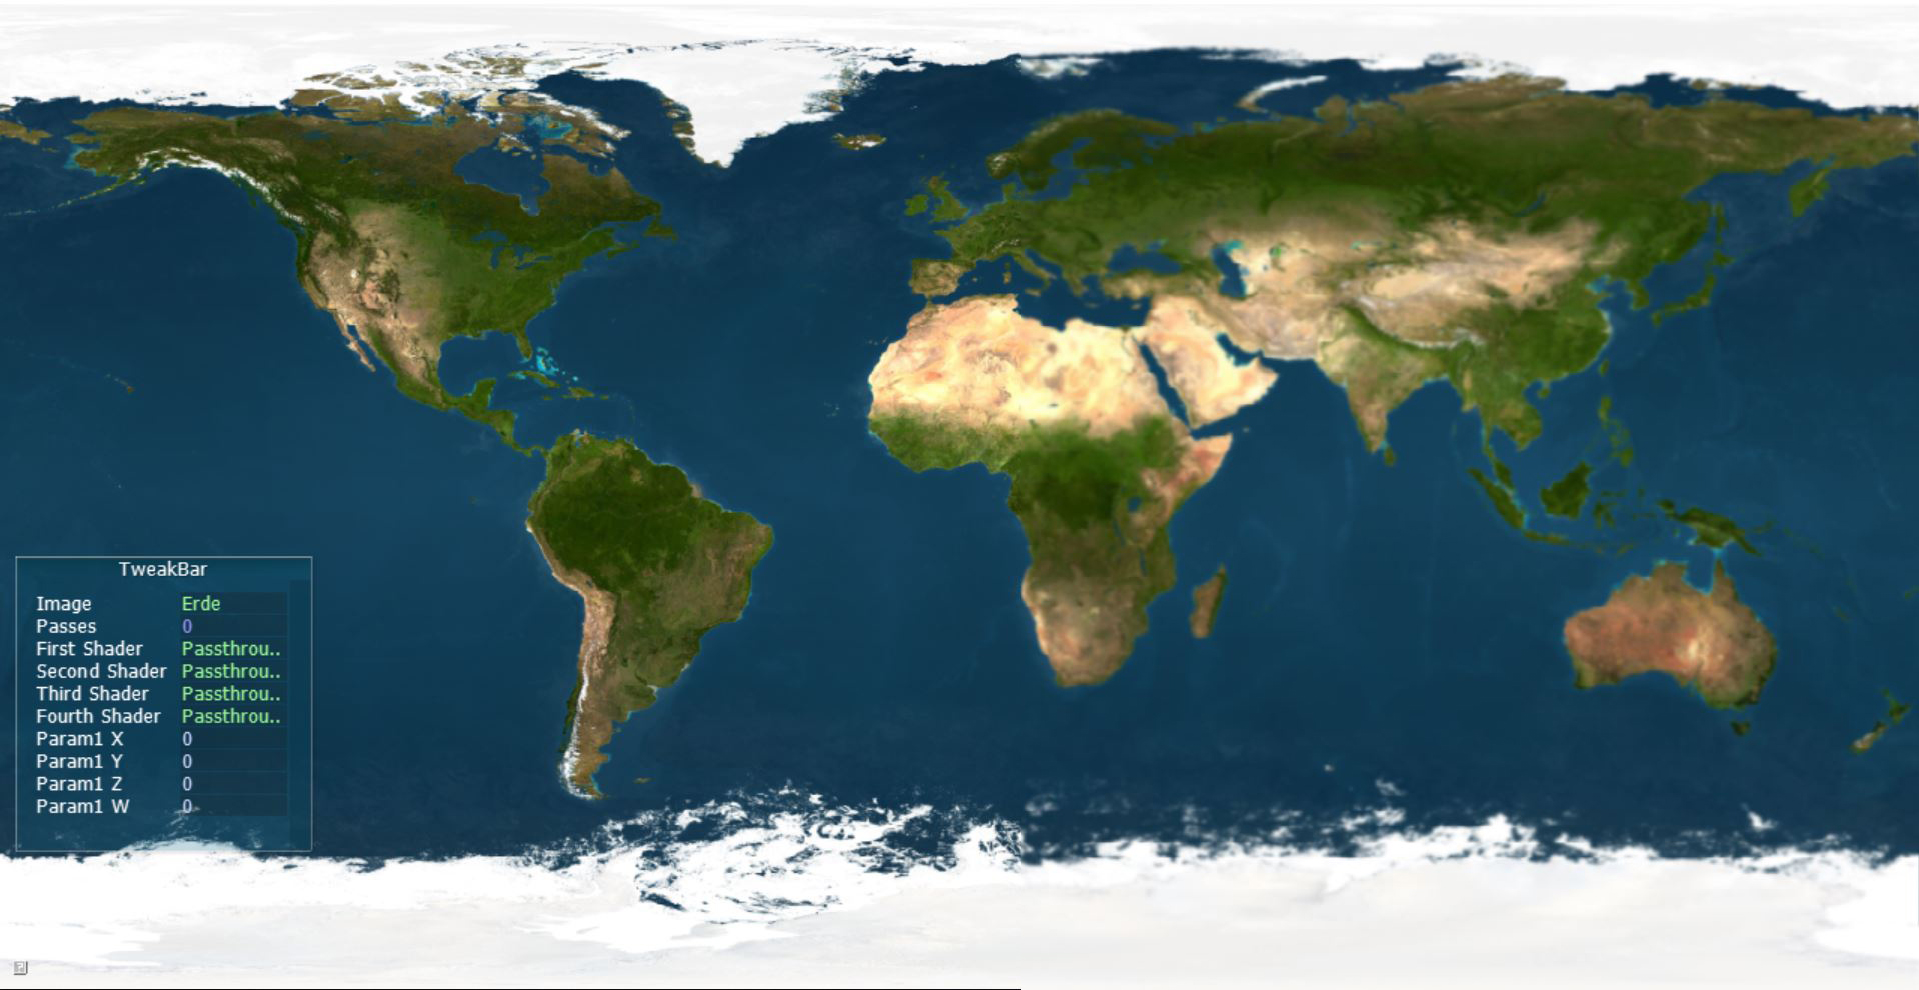 TweakBar
Image Erde
Passes 0
First Shader Passthrou..
Second Shader Passthrou..
Third Shader Passthrou..
Fourth Shader Passthrou..
Param1 X 0
Param1 Y 0
Param1 Z 0
Param1 W 0
?